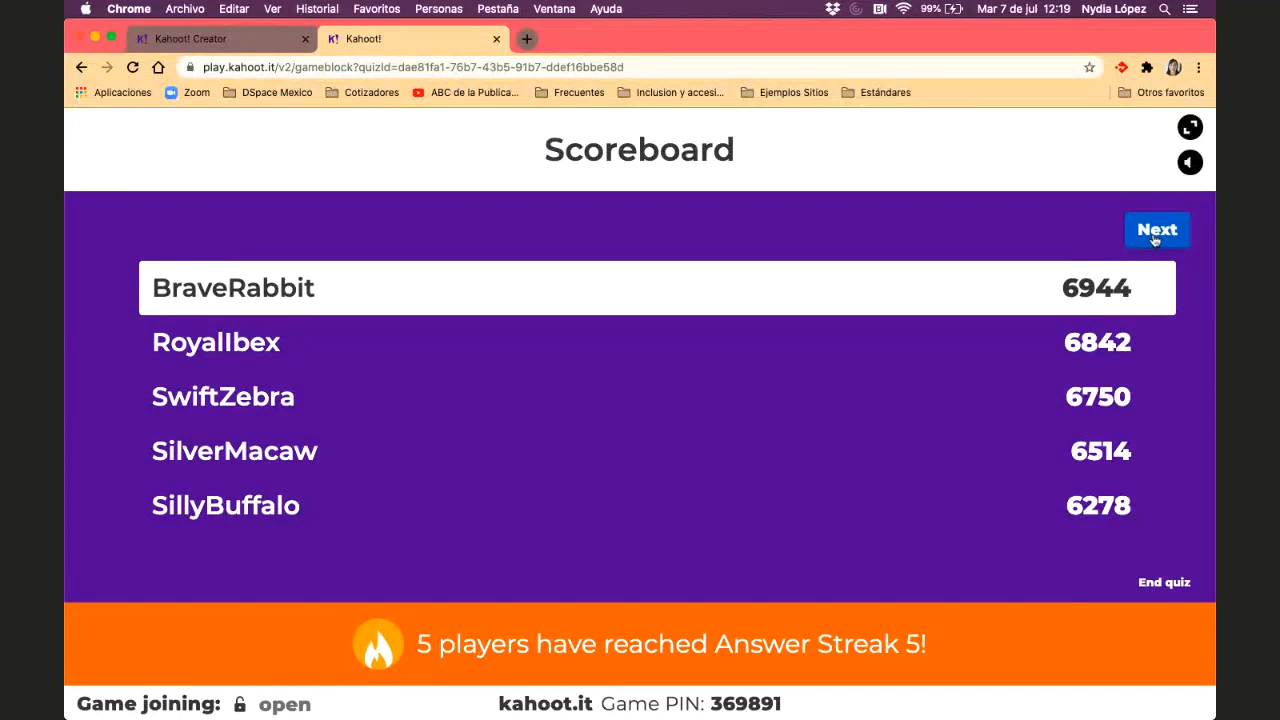 Chrome Archivo Editar Ver Historial Favoritos Personas Pestaña Ventana Ayuda 99% Mar 7 de jul 12:19 Nydia López
K! Kahoot! Creator K! Kahoot!
play.kahoot.it/v2/gameblock?quizId=dae81fa1-76b7-43b5-91b7-ddef16bbe58d
Aplicaciones Zoom DSpace Mexico Cotizadores ABC de la Publica... Frecuentes Inclusion y accesi... Ejemplos Sitios Estándares Otros favoritos
Scoreboard
Next
BraveRabbit 6944
RoyalIbex 6842
SwiftZebra 6750
SilverMacaw 6514
SillyBuffalo 6278
End quiz
5 players have reached Answer Streak 5!
Game joining: open kahoot.it Game PIN: 369891